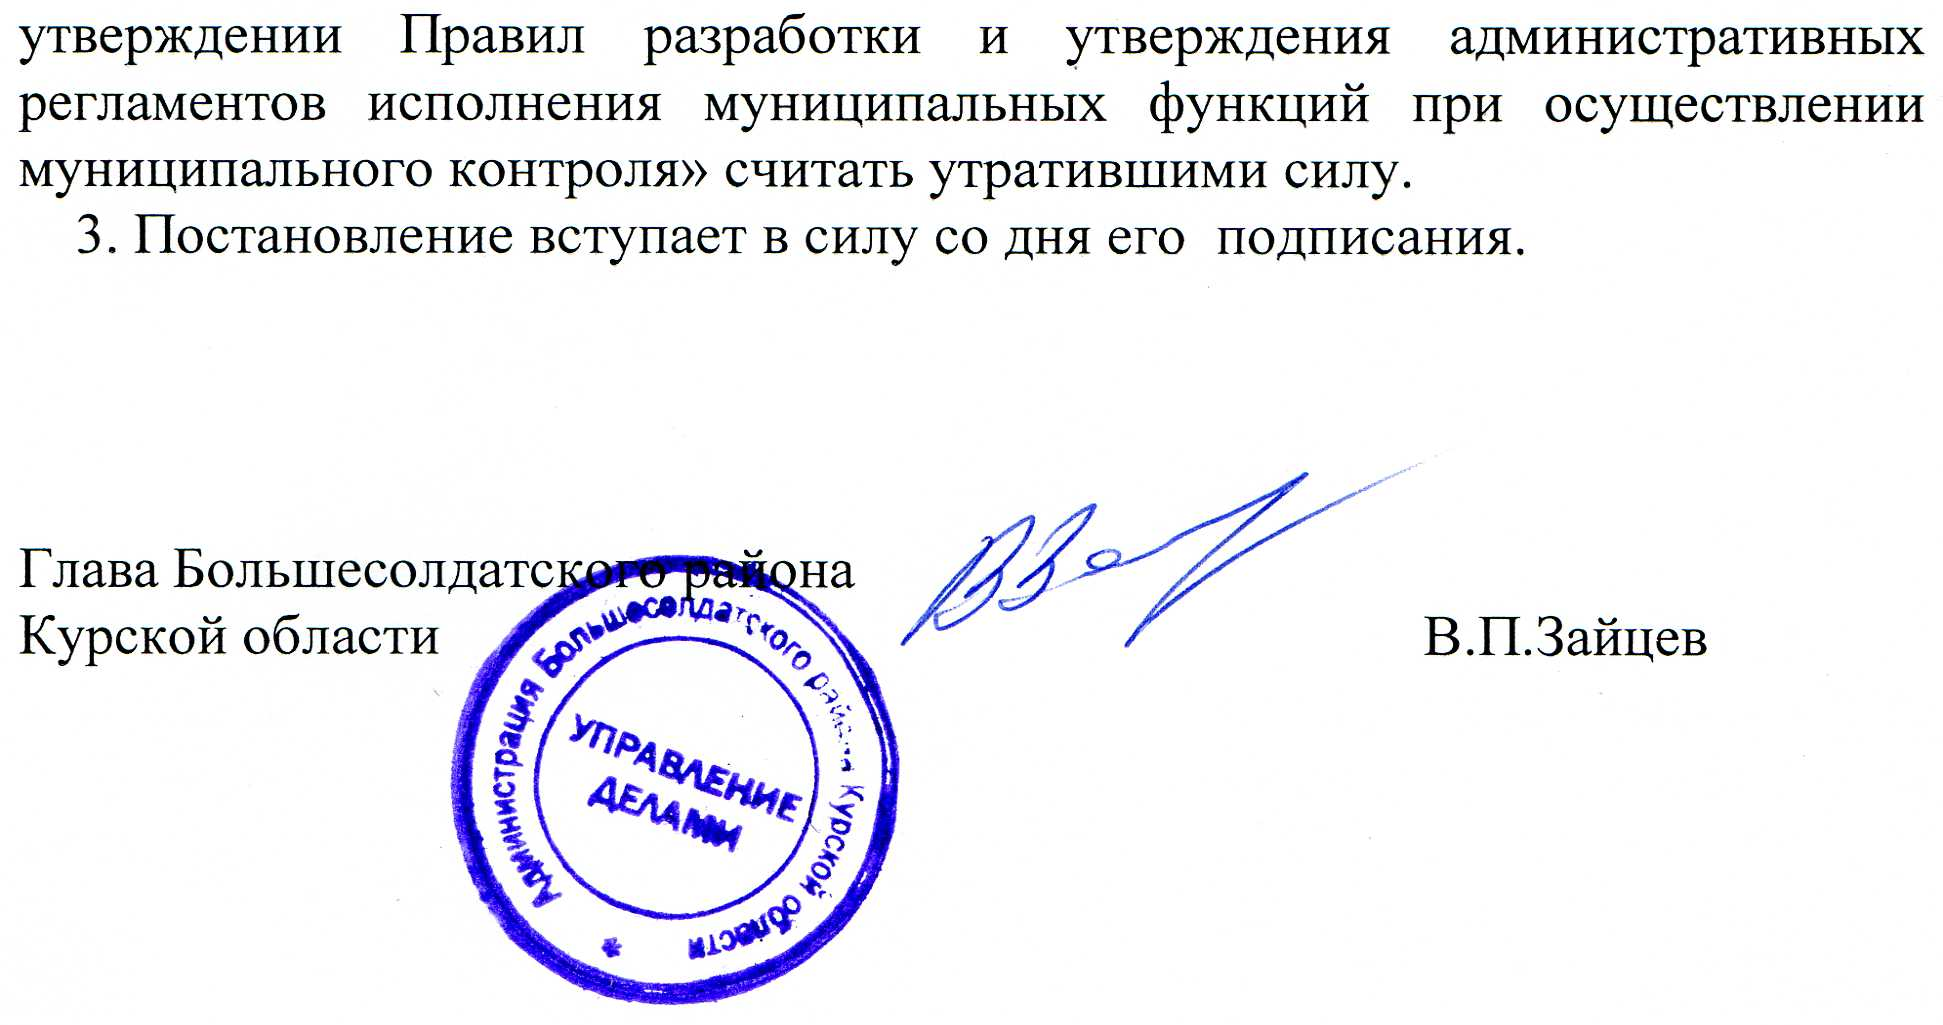 утверждении Правил разработки и утверждения административных
регламентов исполнения муниципальных функций при осуществлении
муниципального контроля» считать утратившими силу.
3. Постановление вступает в силу со дня его подписания.
Глава Большесолдатского района
Курской области
В.П.Зайцев
Администрация Большесолдатского района Курской области
*
УПРАВЛЕНИЕ
ДЕЛАМИ